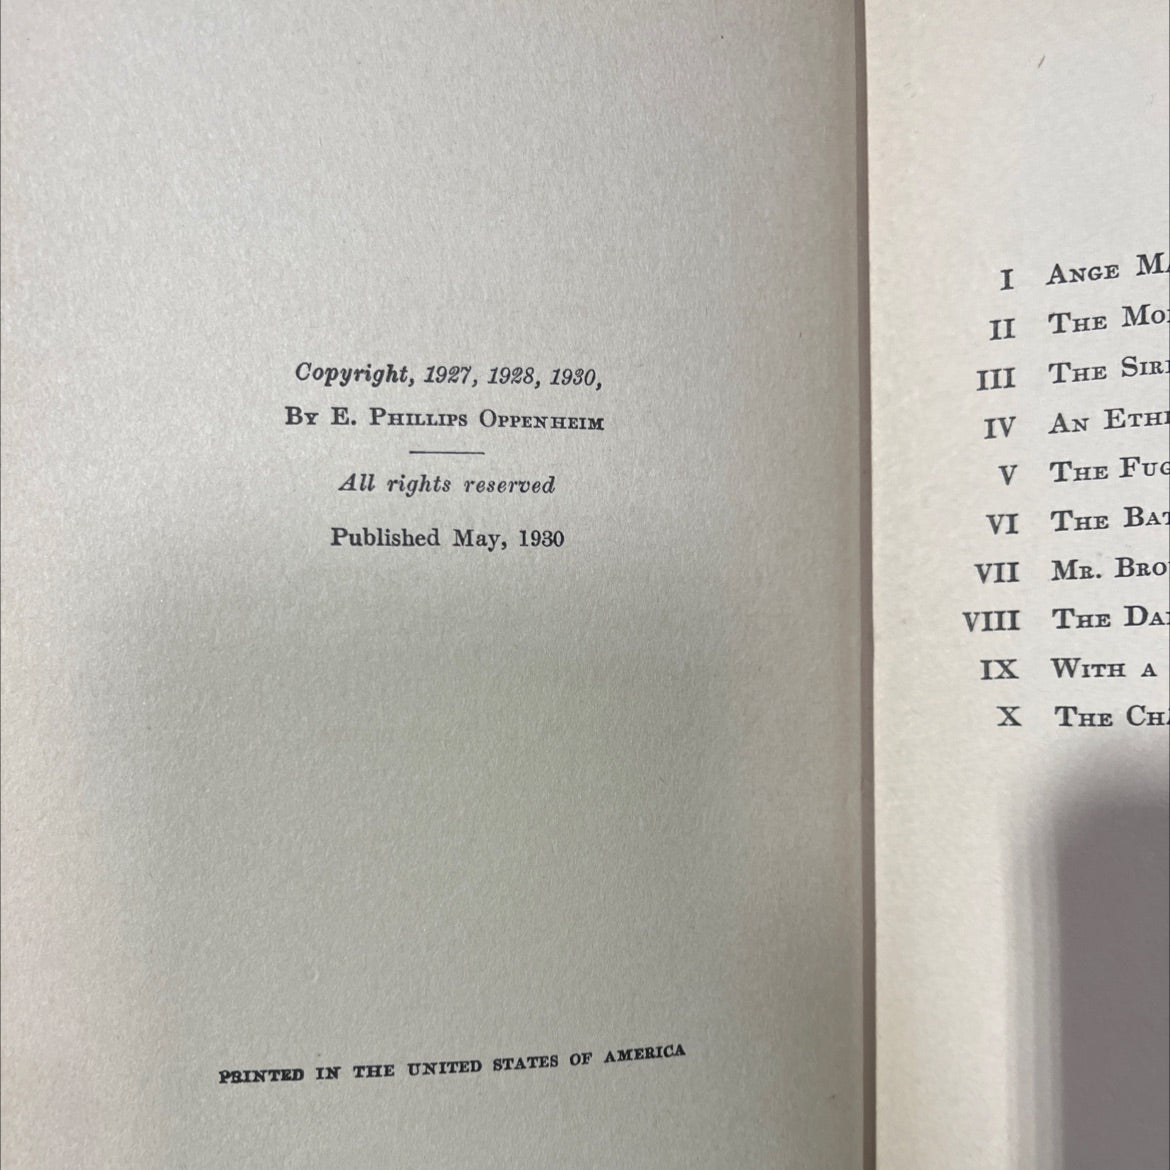 Copyright, 1927, 1928, 1930,
BY E. PHILLIPS OPPENHEIM
All rights reserved
Published May, 1930
PRINTED IN THE UNITED STATES OF AMERICA
I ANGE
II THE
III THE
IV AN
V THE
VI THE
VII MR.
VIII THE
IX WITH A
X THE